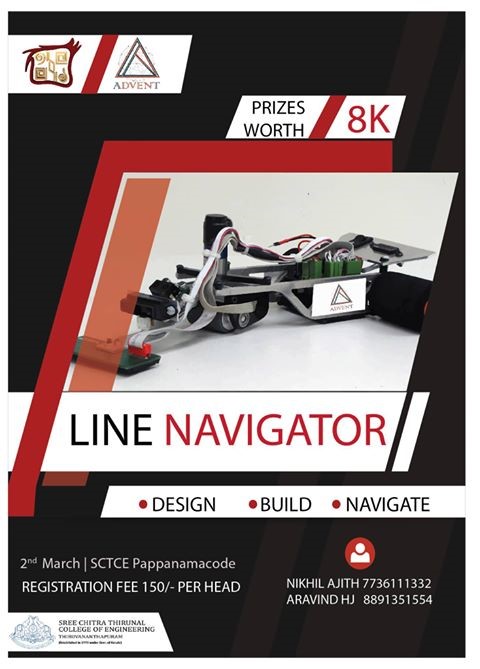 ADVENT
PRIZES
WORTH
8K
ADVENT
LINE NAVIGATOR
• DESIGN • BUILD • NAVIGATE
2nd March | SCTCE Pappanamacode
REGISTRATION FEE 150/- PER HEAD
NIKHIL AJITH 7736111332
ARAVIND HJ 8891351554
SREE CHITRA THIRUNAL
COLLEGE OF ENGINEERING
THIRUVANANTHAPURAM